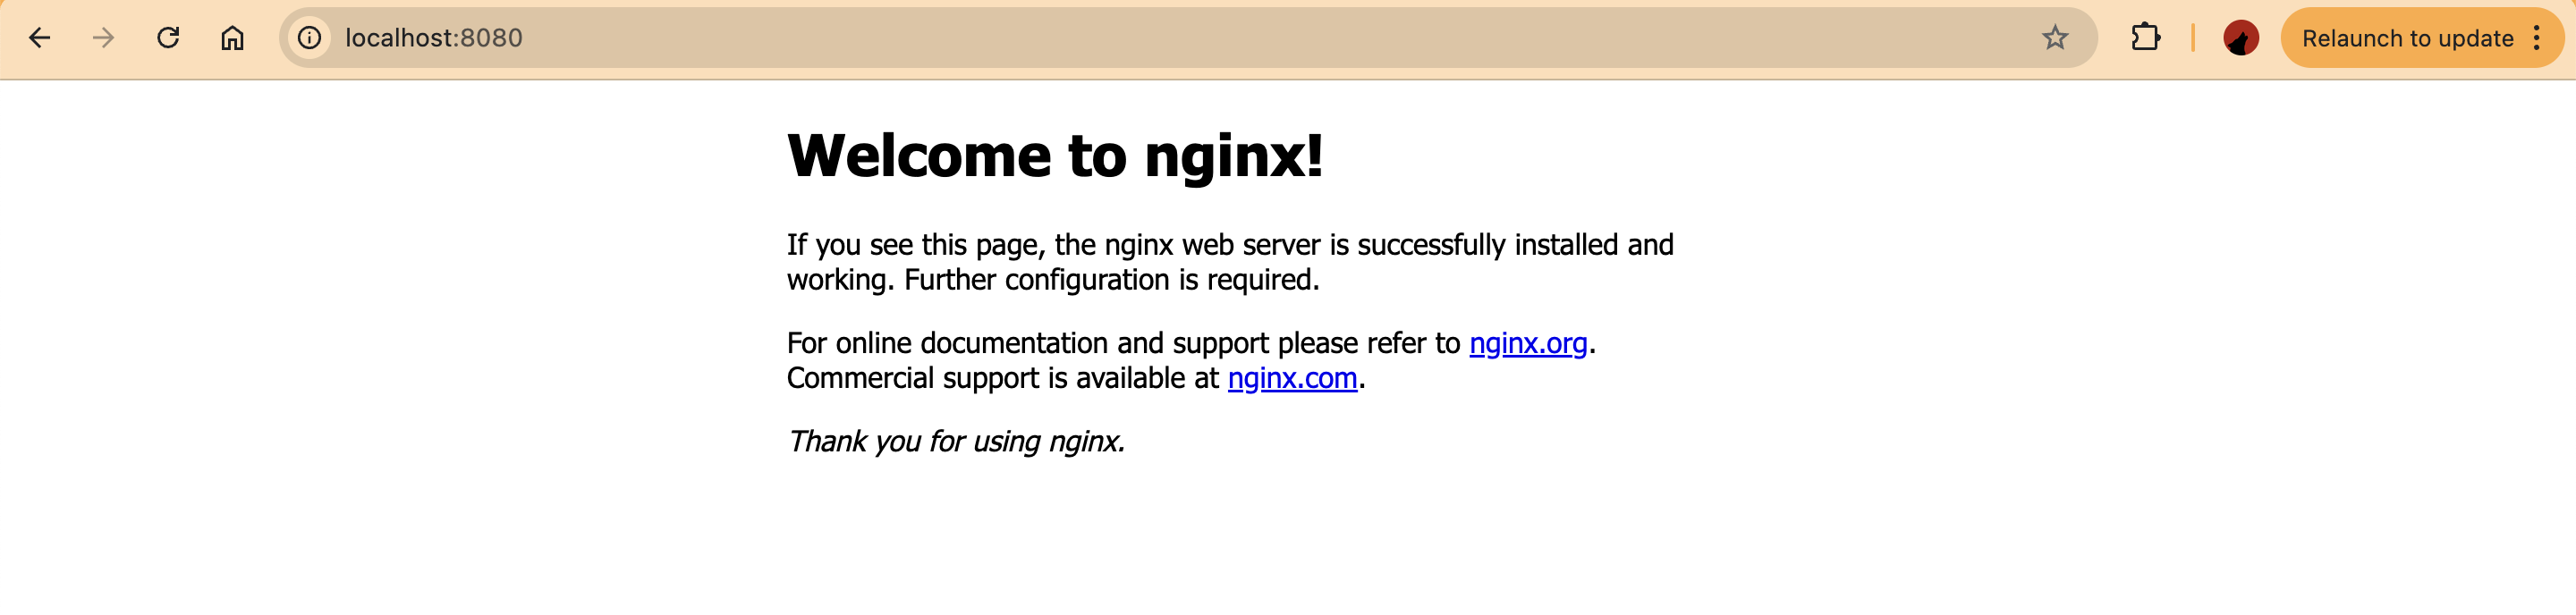 localhost:8080
Relaunch to update
Welcome to nginx!
If you see this page, the nginx web server is successfully installed and
working. Further configuration is required.
For online documentation and support please refer to nginx.org.
Commercial support is available at nginx.com.
Thank you for using nginx.